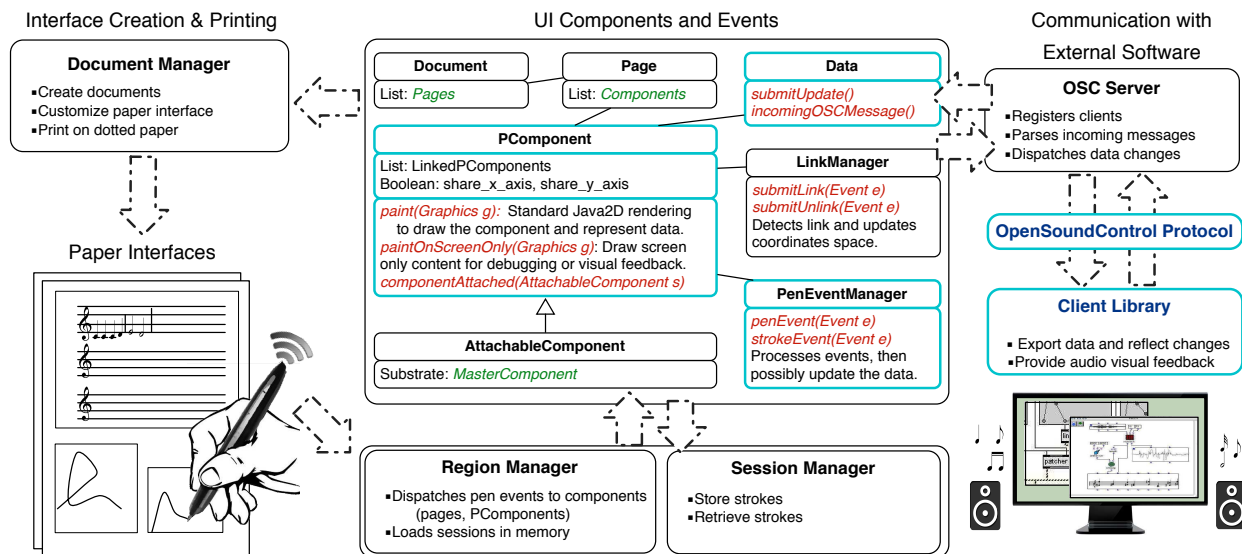 Interface Creation & Printing
Document Manager
▪Create documents
▪Customize paper interface
▪Print on dotted paper
Paper Interfaces
UI Components and Events
Document
List: Pages
Page
List: Components
Data
submitUpdate()
incomingOSCMessage()
PComponent
List: LinkedPComponents
Boolean: share_x_axis, share_y_axis
paint(Graphics g): Standard Java2D rendering
to draw the component and represent data.
paintOnScreenOnly(Graphics g): Draw screen
only content for debugging or visual feedback.
componentAttached(AttachableComponent s)
LinkManager
submitLink(Event e)
submitUnlink(Event e)
Detects link and updates
coordinates space.
PenEventManager
penEvent(Event e)
strokeEvent(Event e)
Processes events, then
possibly update the data.
AttachableComponent
Substrate: MasterComponent
Region Manager
▪Dispatches pen events to components
(pages, PComponents)
▪Loads sessions in memory
Session Manager
▪Store strokes
▪Retrieve strokes
Communication with
External Software
OSC Server
▪Registers clients
▪Parses incoming messages
▪Dispatches data changes
OpenSoundControl Protocol
Client Library
▪Export data and reflect changes
▪Provide audio visual feedback
patcher